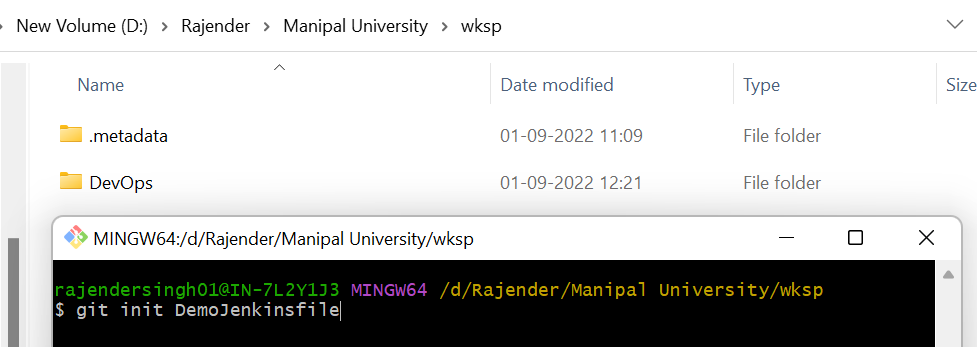 New Volume (D:) > Rajender > Manipal University > wksp
Name Date modified Type Size
.metadata 01-09-2022 11:09 File folder
DevOps 01-09-2022 12:21 File folder
MINGW64:/d/Rajender/Manipal University/wksp
rajendersingh01@IN-7L2Y1J3 MINGW64 /d/Rajender/Manipal University/wksp
$ git init DemoJenkinsfile